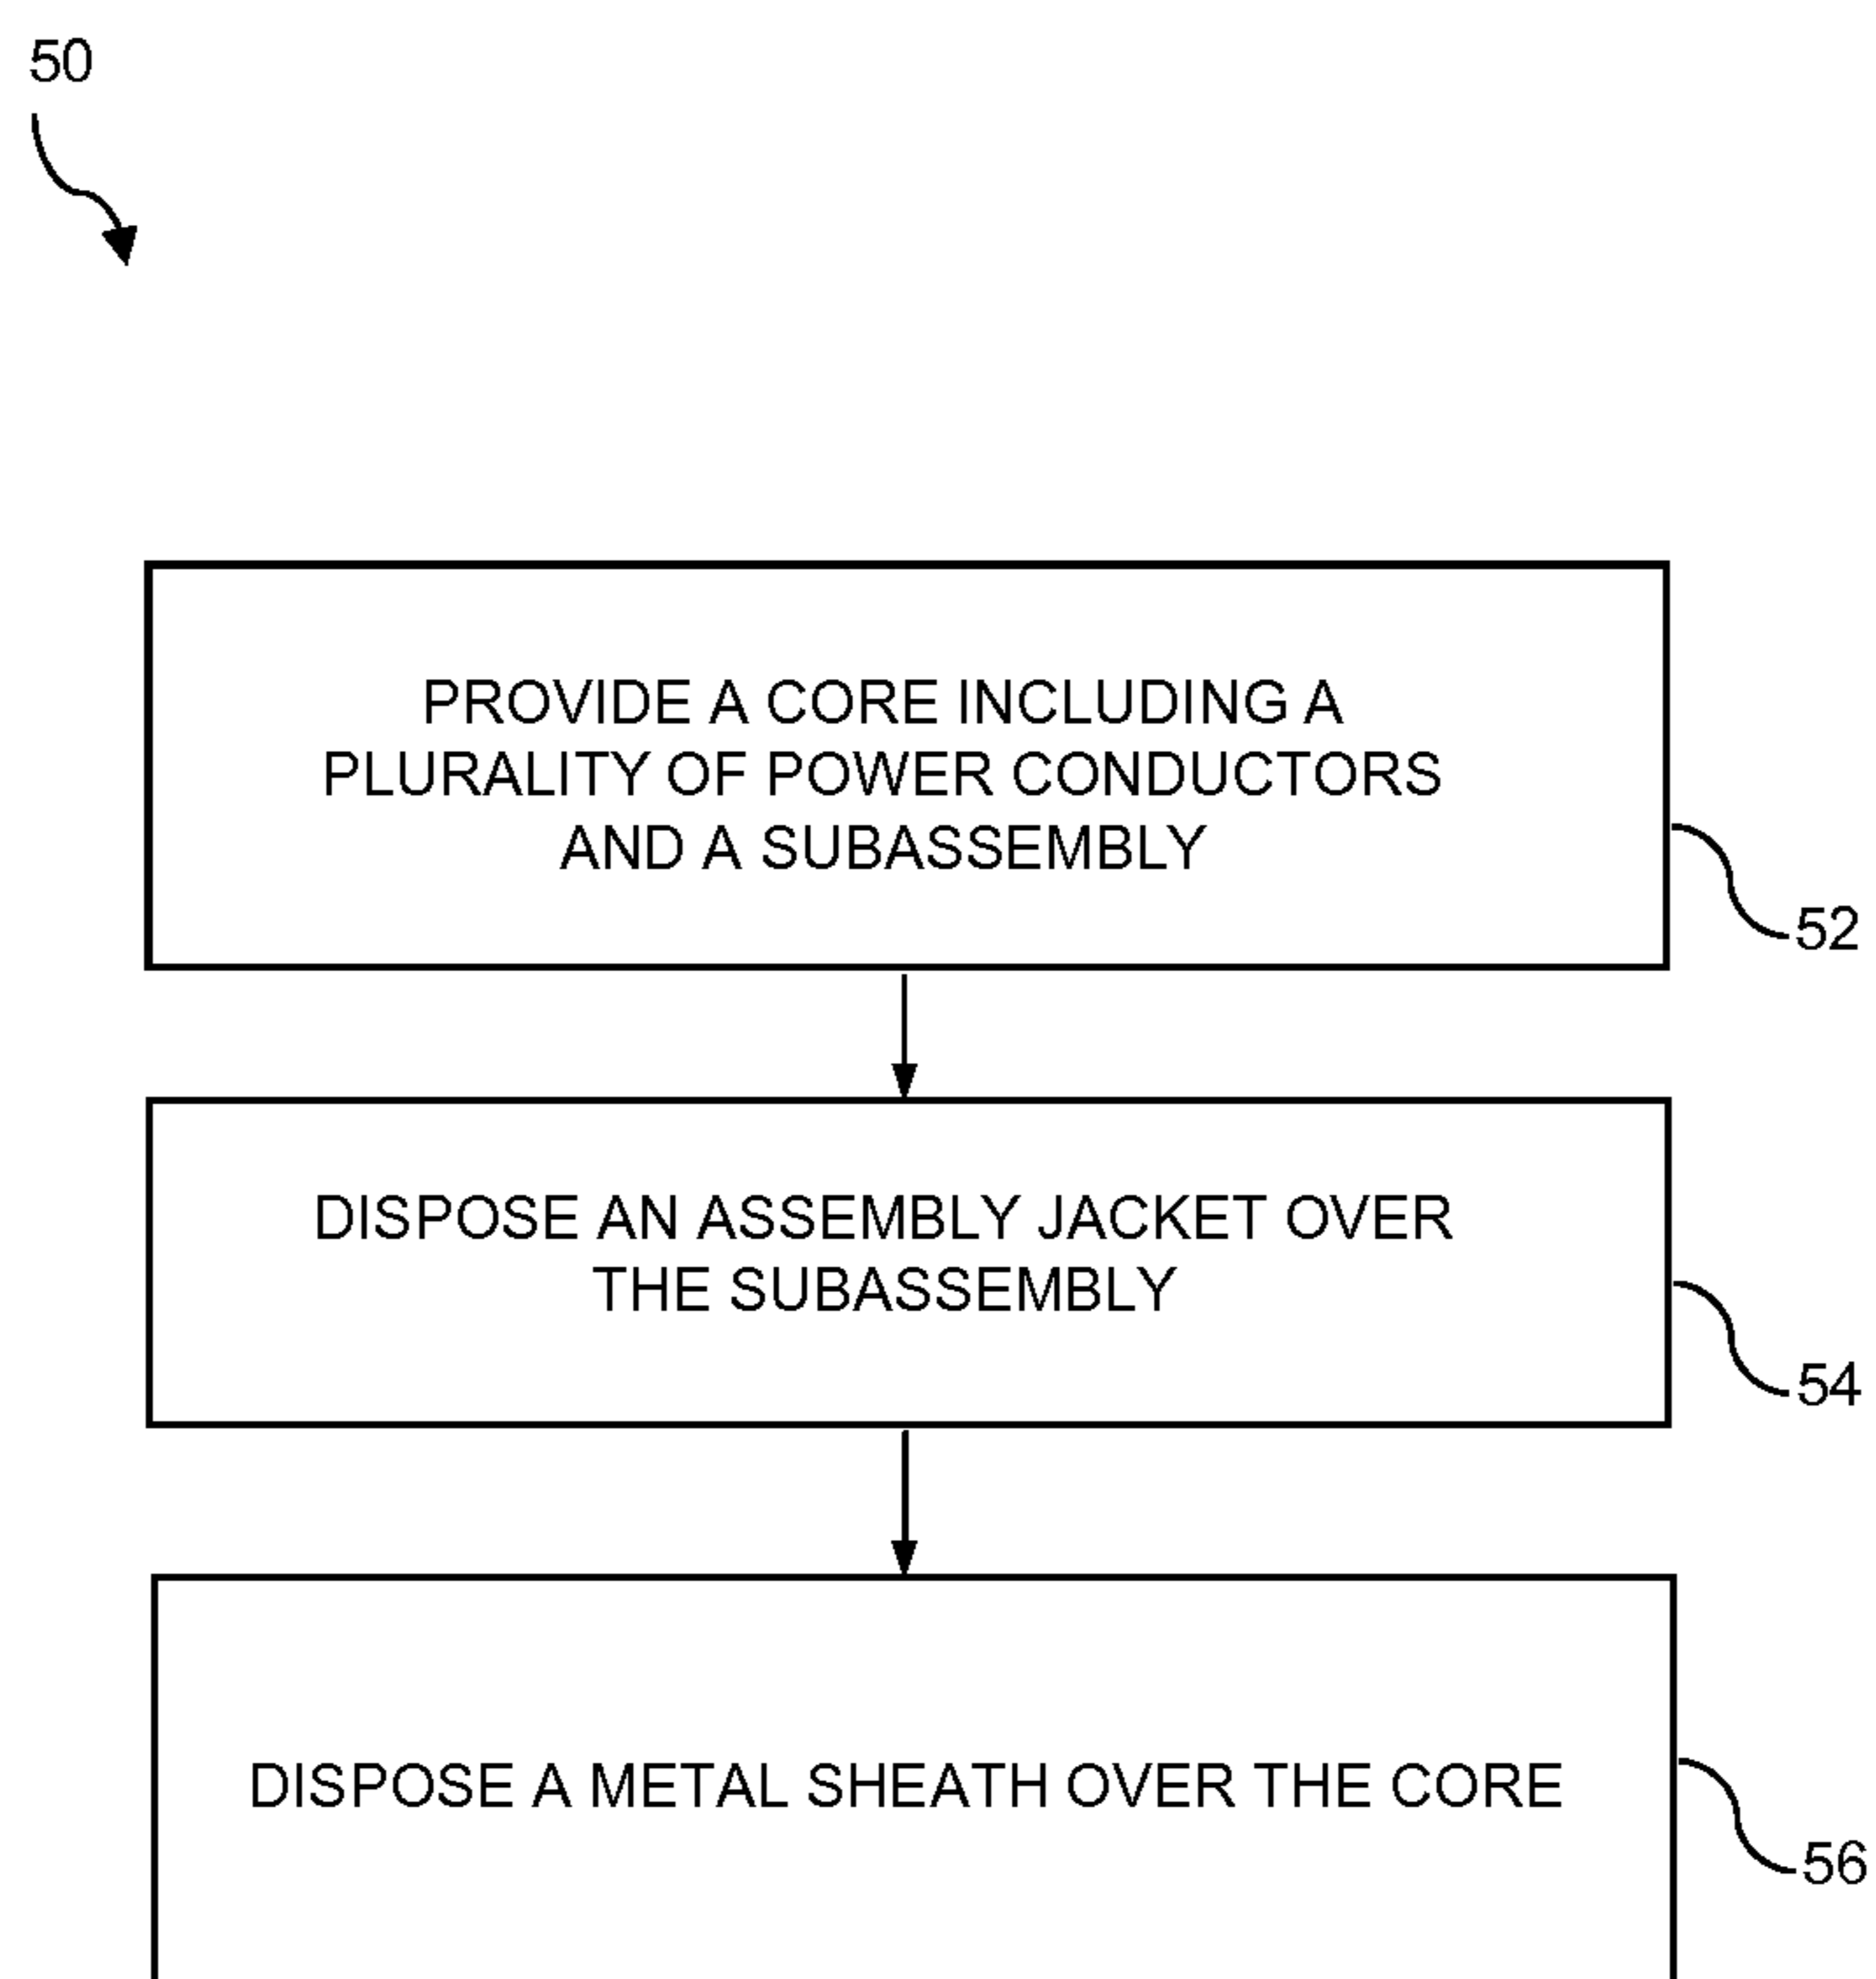 50
PROVIDE A CORE INCLUDING A
PLURALITY OF POWER CONDUCTORS
AND A SUBASSEMBLY
52
DISPOSE AN ASSEMBLY JACKET OVER
THE SUBASSEMBLY
54
DISPOSE A METAL SHEATH OVER THE CORE
56